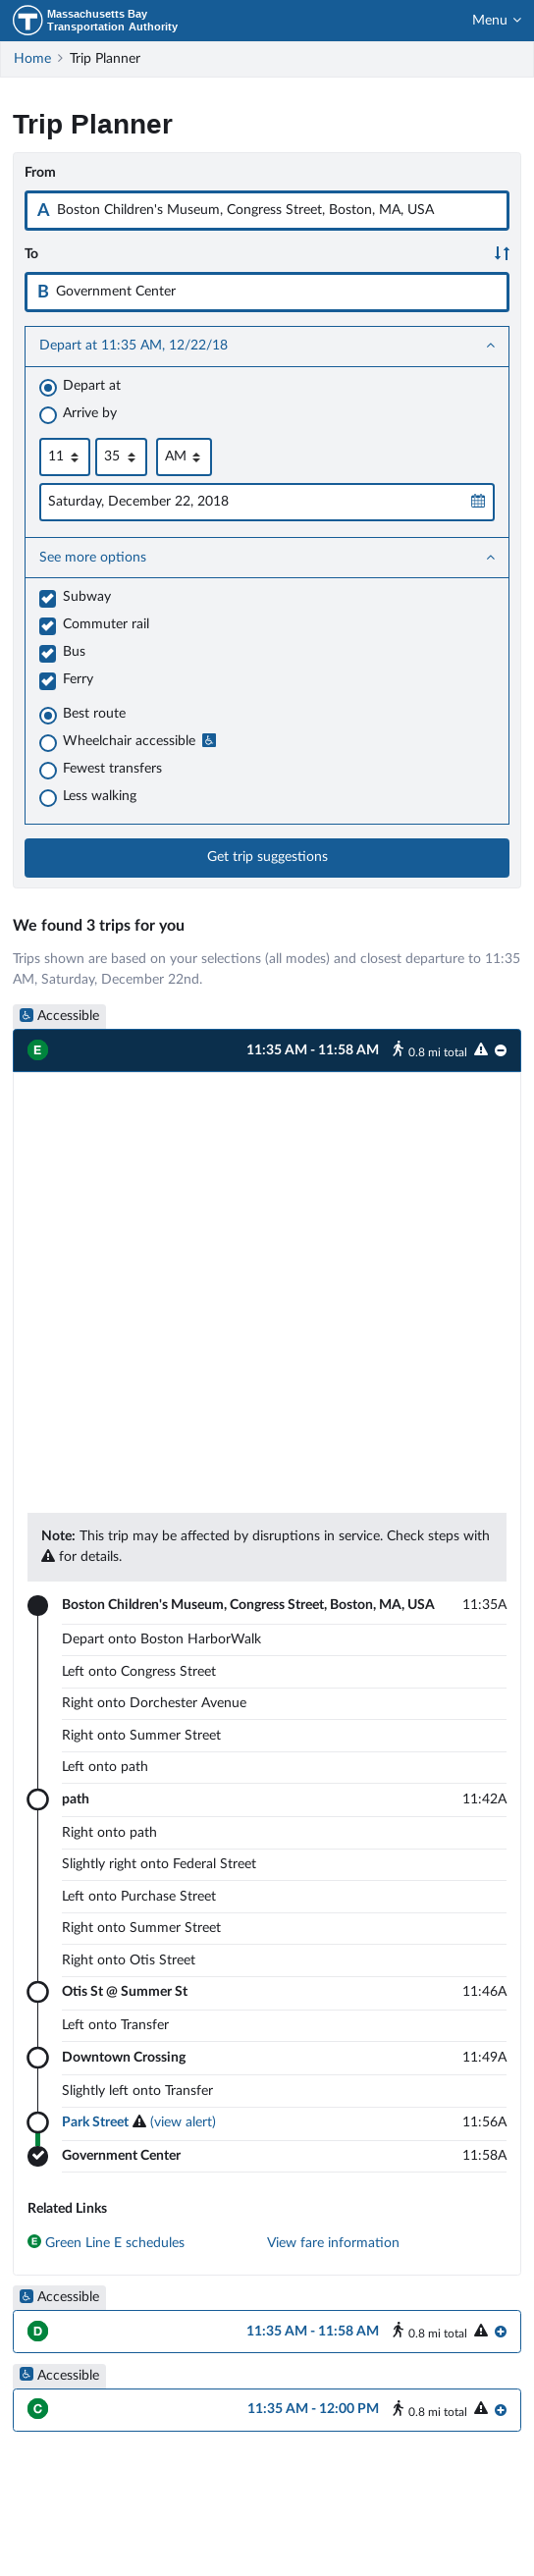 Massachusetts Bay
Transportation Authority
Menu
Home > Trip Planner
Trip Planner
From
A Boston Children's Museum, Congress Street, Boston, MA, USA
To
B Government Center
Depart at 11:35 AM, 12/22/18
Depart at
Arrive by
11 35 AM
Saturday, December 22, 2018
See more options
Subway
Commuter rail
Bus
Ferry
Best route
Wheelchair accessible
Fewest transfers
Less walking
Get trip suggestions
We found 3 trips for you
Trips shown are based on your selections (all modes) and closest departure to 11:35
AM, Saturday, December 22nd.
Accessible
E 11:35 AM - 11:58 AM 0.8 mi total
Note: This trip may be affected by disruptions in service. Check steps with
for details.
Boston Children's Museum, Congress Street, Boston, MA, USA 11:35A
Depart onto Boston HarborWalk
Left onto Congress Street
Right onto Dorchester Avenue
Right onto Summer Street
Left onto path
path 11:42A
Right onto path
Slightly right onto Federal Street
Left onto Purchase Street
Right onto Summer Street
Right onto Otis Street
Otis St @ Summer St 11:46A
Left onto Transfer
Downtown Crossing 11:49A
Slightly left onto Transfer
Park Street (view alert) 11:56A
Government Center 11:58A
Related Links
E Green Line E schedules View fare information
Accessible
D 11:35 AM - 11:58 AM 0.8 mi total
Accessible
C 11:35 AM - 12:00 PM 0.8 mi total